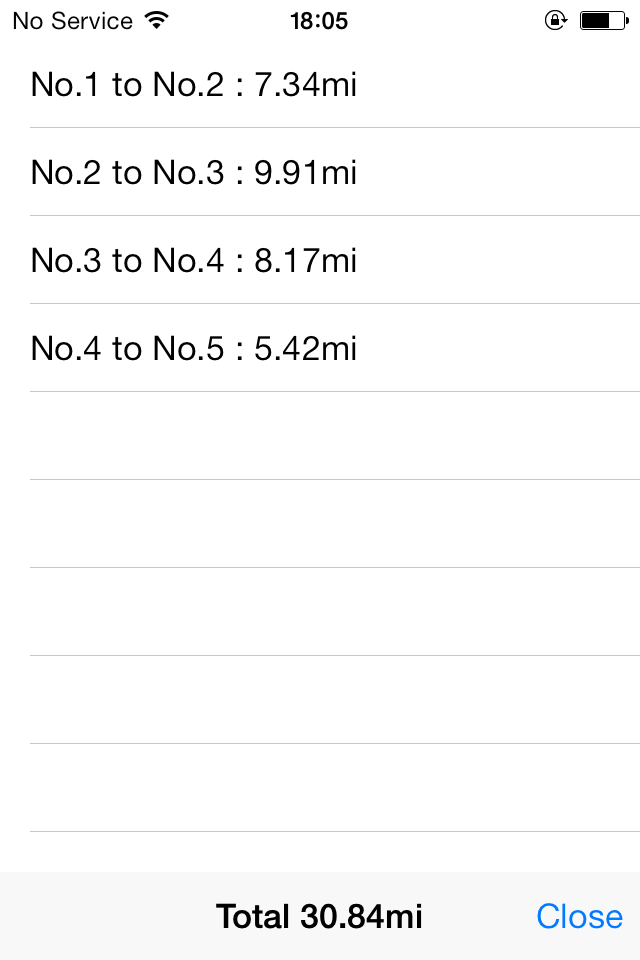 No Service 18:05
No.1 to No.2 : 7.34mi
No.2 to No.3 : 9.91mi
No.3 to No.4 : 8.17mi
No.4 to No.5 : 5.42mi
Total 30.84mi Close